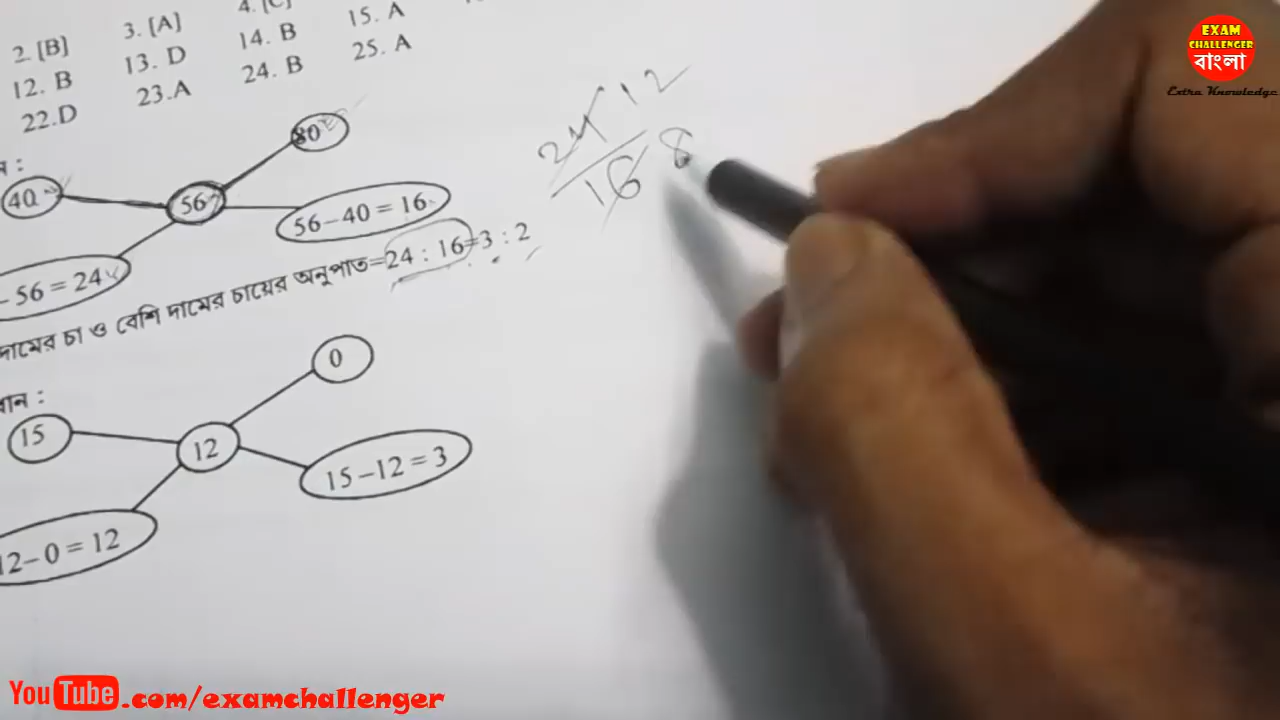 2. [B] 3. [A] 4. [C]
12. B 13. D 14. B 15. A
22.D 23.A 24. B 25. A
EXAM
CHALLENGER
বাংলা
Extra Knowledge
24 12
16 8
80
40
56
56–40 = 16
– 56 = 24
দামের চা ও বেশি দামের চায়ের অনুপাত=24 : 16=3 : 2
0
15
12
15–12 = 3
12–0 = 12
YouTube.com/examchallenger